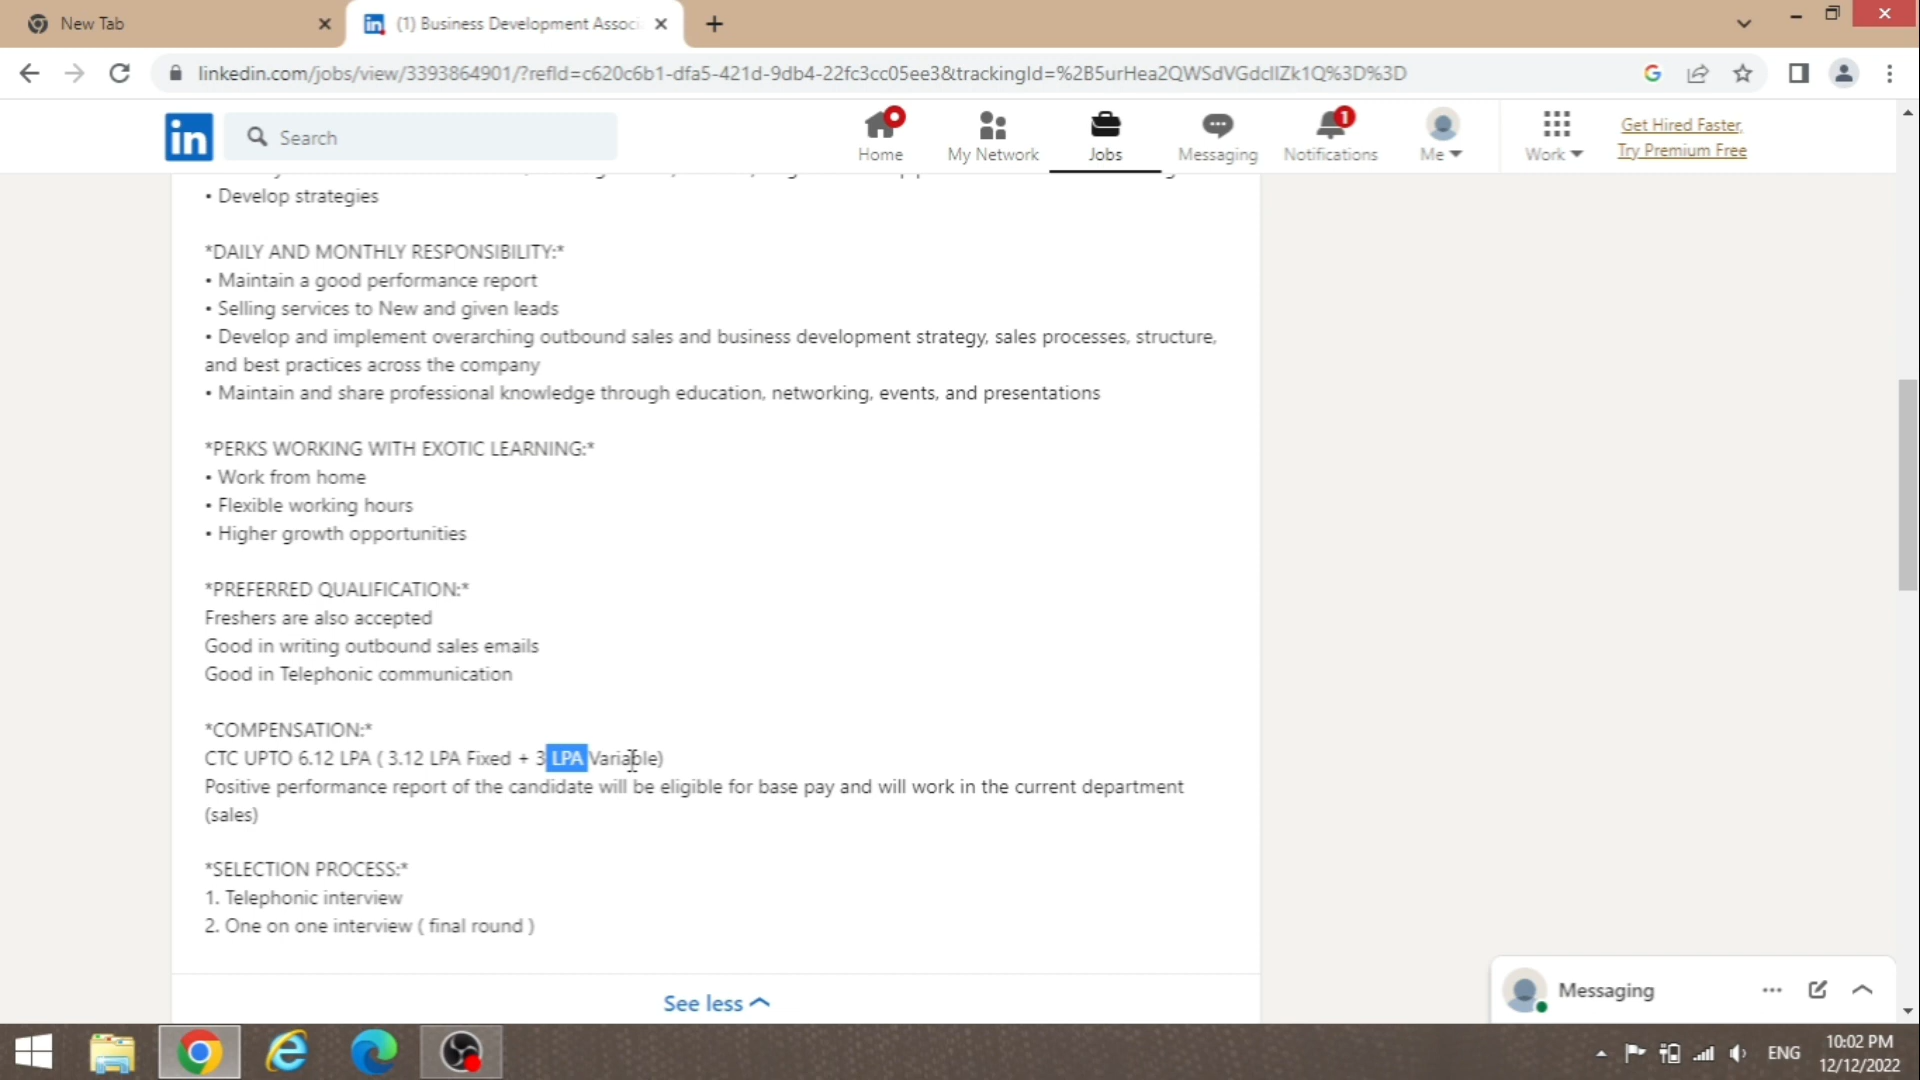 New Tab
(1) Business Development Associ
linkedin.com/jobs/view/3393864901/?refId=c620c6b1-dfa5-421d-9db4-22fc3cc05ee3&trackingId=%2B5urHea2QWSdVGdcIIZk1Q%3D%3D
in
Search
Home
My Network
Jobs
Messaging
1
Notifications
Me
Work
Get Hired Faster,
Try Premium Free
• Develop strategies
*DAILY AND MONTHLY RESPONSIBILITY:*
• Maintain a good performance report
• Selling services to New and given leads
• Develop and implement overarching outbound sales and business development strategy, sales processes, structure,
and best practices across the company
• Maintain and share professional knowledge through education, networking, events, and presentations
*PERKS WORKING WITH EXOTIC LEARNING:*
• Work from home
• Flexible working hours
• Higher growth opportunities
*PREFERRED QUALIFICATION:*
Freshers are also accepted
Good in writing outbound sales emails
Good in Telephonic communication
*COMPENSATION:*
CTC UPTO 6.12 LPA ( 3.12 LPA Fixed + 3 LPA Variable)
Positive performance report of the candidate will be eligible for base pay and will work in the current department
(sales)
*SELECTION PROCESS:*
1. Telephonic interview
2. One on one interview ( final round )
See less
Messaging
ENG
10:02 PM
12/12/2022